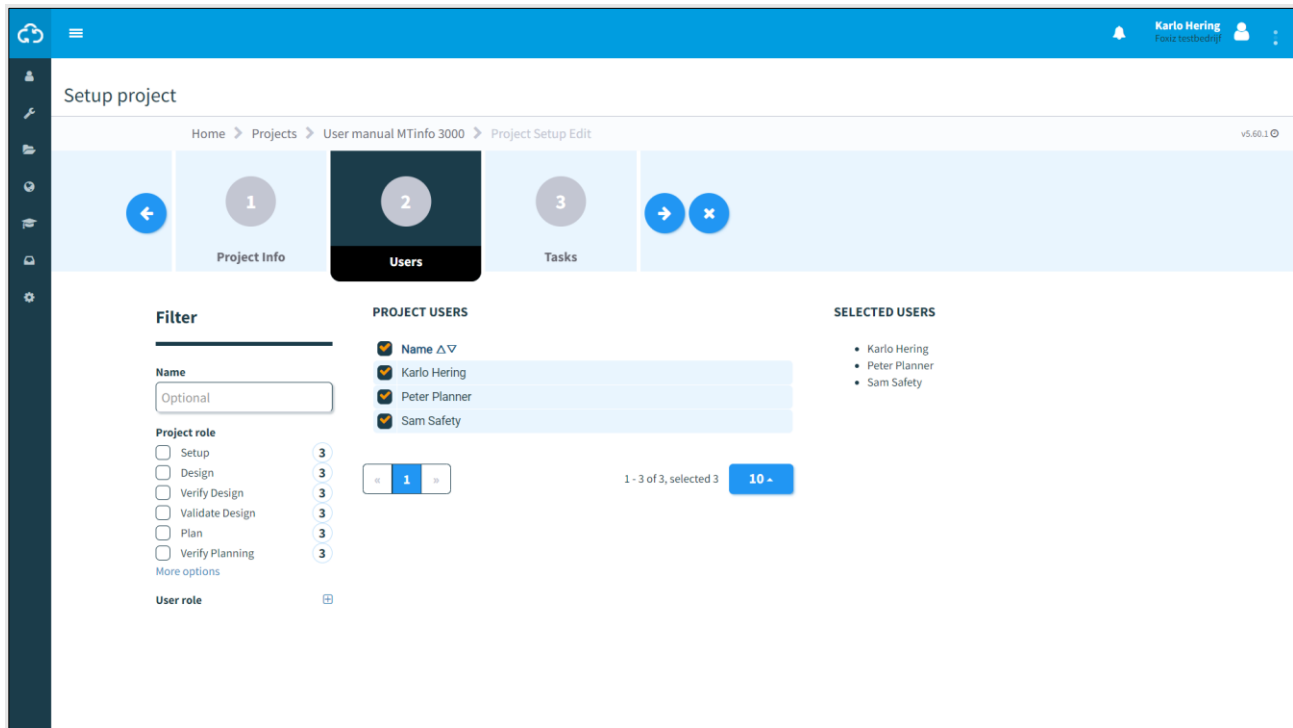 Karlo Hering
Foxiz testbedrijf
Setup project
Home Projects User manual MTinfo 3000 Project Setup Edit
v5.60.1
1
2
3
Project Info
Users
Tasks
Filter
Name
Optional
Project role
Setup 3
Design 3
Verify Design 3
Validate Design 3
Plan 3
Verify Planning 3
More options
User role
PROJECT USERS
Name
Karlo Hering
Peter Planner
Sam Safety
« 1 »
1 - 3 of 3, selected 3
10
SELECTED USERS
• Karlo Hering
• Peter Planner
• Sam Safety